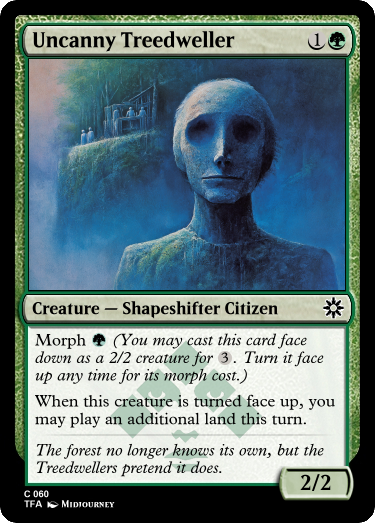 Uncanny Treedweller 1
Creature — Shapeshifter Citizen
Morph (You may cast this card face
down as a 2/2 creature for 3. Turn it face
up any time for its morph cost.)
When this creature is turned face up, you
may play an additional land this turn.
The forest no longer knows its own, but the
Treedwellers pretend it does.
2/2
C 060
TFA MIDJOURNEY